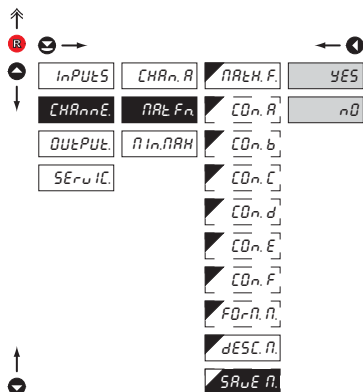 R
InPUtS CHAn. A MAtH. F. YES
CHAnnE. MAt Fn. COn. A nO
OUtPUt. MIn.MAH COn. b
SErvIC. COn. C
COn. d
COn. E
COn. F
FOrM. M.
dESC. M.
SAvE M.